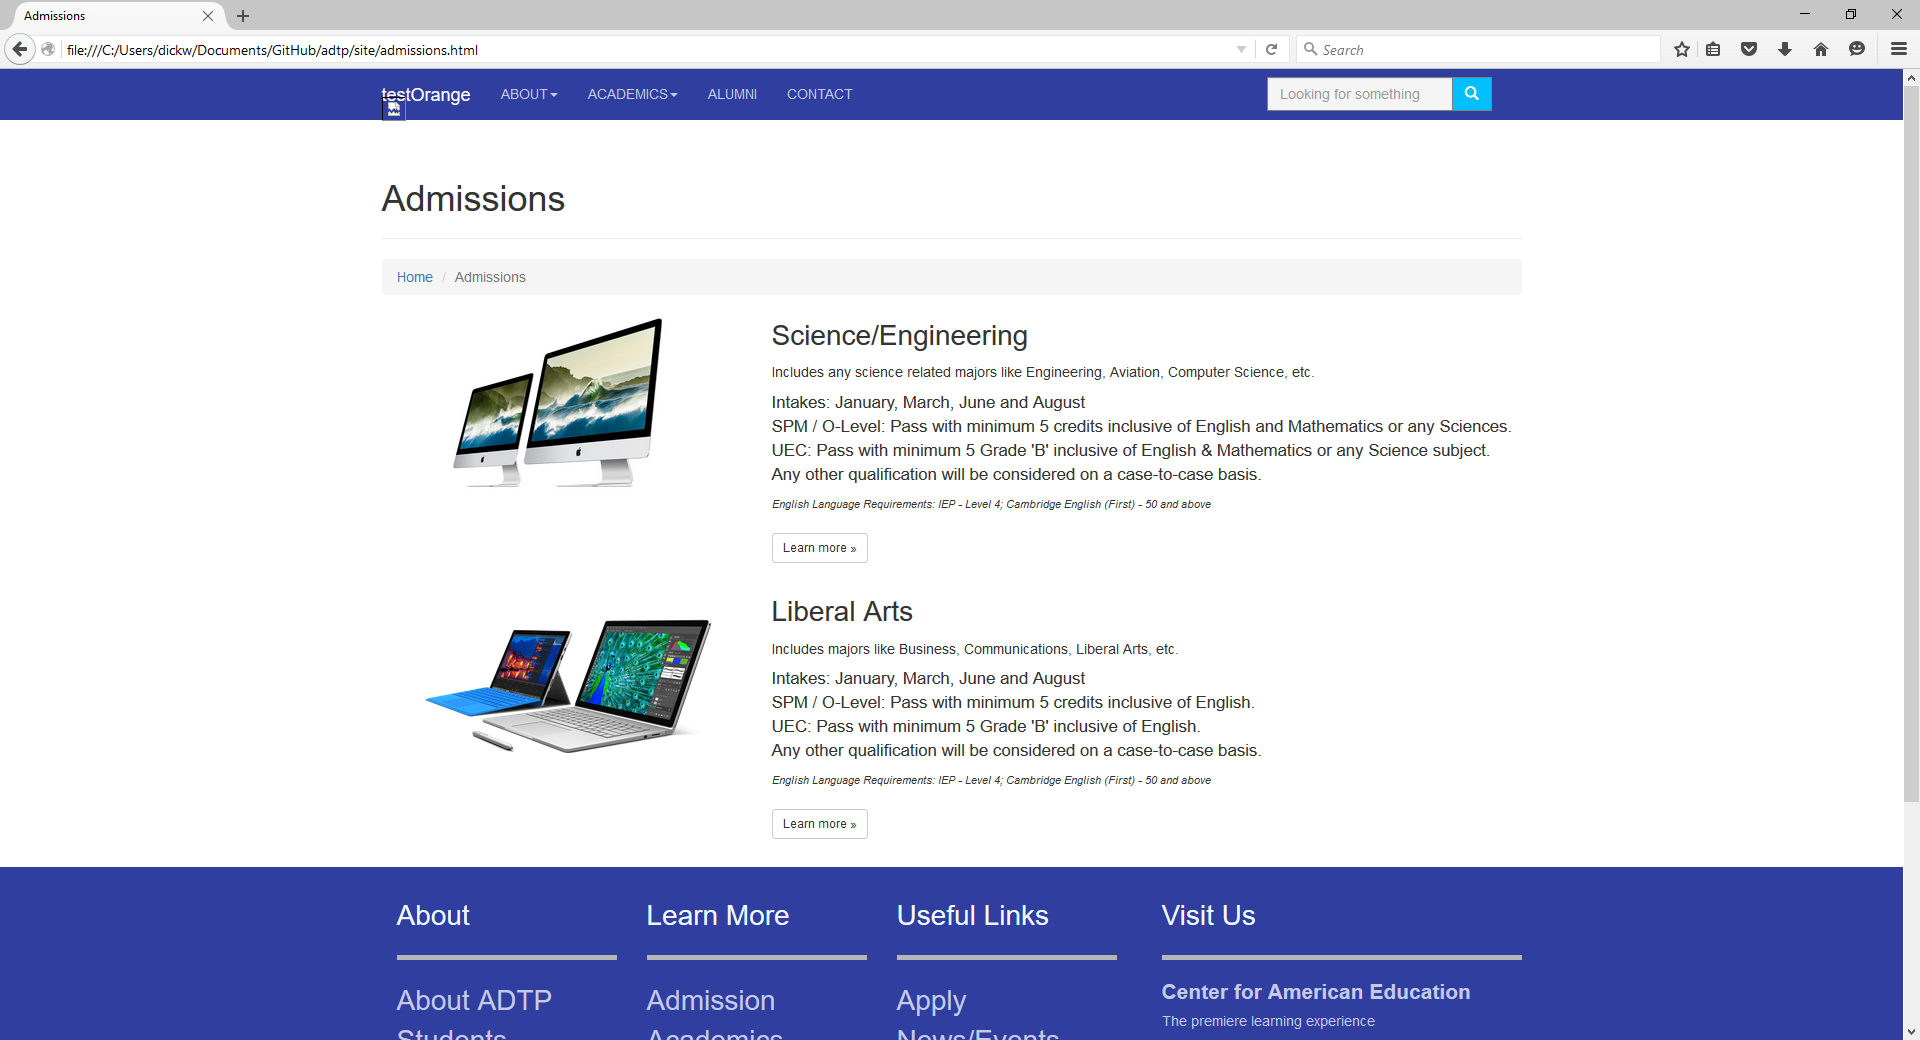 Admissions
file:///C:/Users/dickw/Documents/GitHub/adtp/site/admissions.html
Search
testOrange
ABOUT
ACADEMICS
ALUMNI
CONTACT
Looking for something
Admissions
Home / Admissions
Science/Engineering
Includes any science related majors like Engineering, Aviation, Computer Science, etc.
Intakes: January, March, June and August
SPM / O-Level: Pass with minimum 5 credits inclusive of English and Mathematics or any Sciences.
UEC: Pass with minimum 5 Grade 'B' inclusive of English & Mathematics or any Science subject.
Any other qualification will be considered on a case-to-case basis.
English Language Requirements: IEP - Level 4; Cambridge English (First) - 50 and above
Learn more »
Liberal Arts
Includes majors like Business, Communications, Liberal Arts, etc.
Intakes: January, March, June and August
SPM / O-Level: Pass with minimum 5 credits inclusive of English.
UEC: Pass with minimum 5 Grade 'B' inclusive of English.
Any other qualification will be considered on a case-to-case basis.
English Language Requirements: IEP - Level 4; Cambridge English (First) - 50 and above
Learn more »
About
About ADTP
Students
Learn More
Admission
Academics
Useful Links
Apply
News/Events
Visit Us
Center for American Education
The premiere learning experience